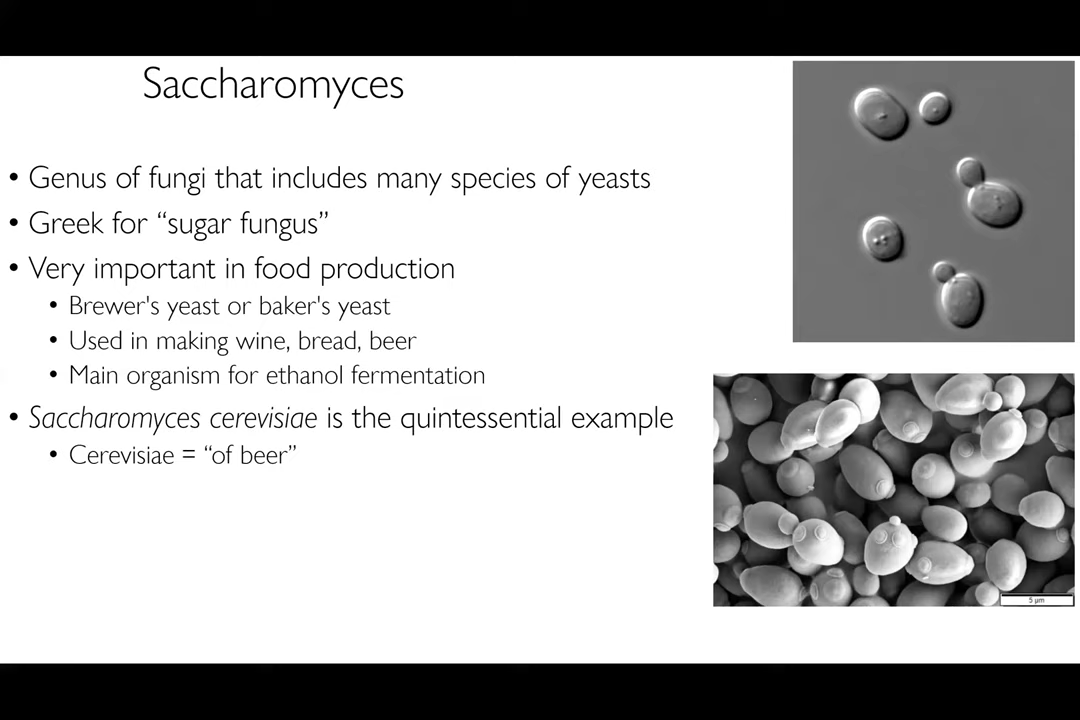 Saccharomyces
• Genus of fungi that includes many species of yeasts
• Greek for “sugar fungus”
• Very important in food production
• Brewer's yeast or baker's yeast
• Used in making wine, bread, beer
• Main organism for ethanol fermentation
• Saccharomyces cerevisiae is the quintessential example
• Cerevisiae = “of beer”
5 µm